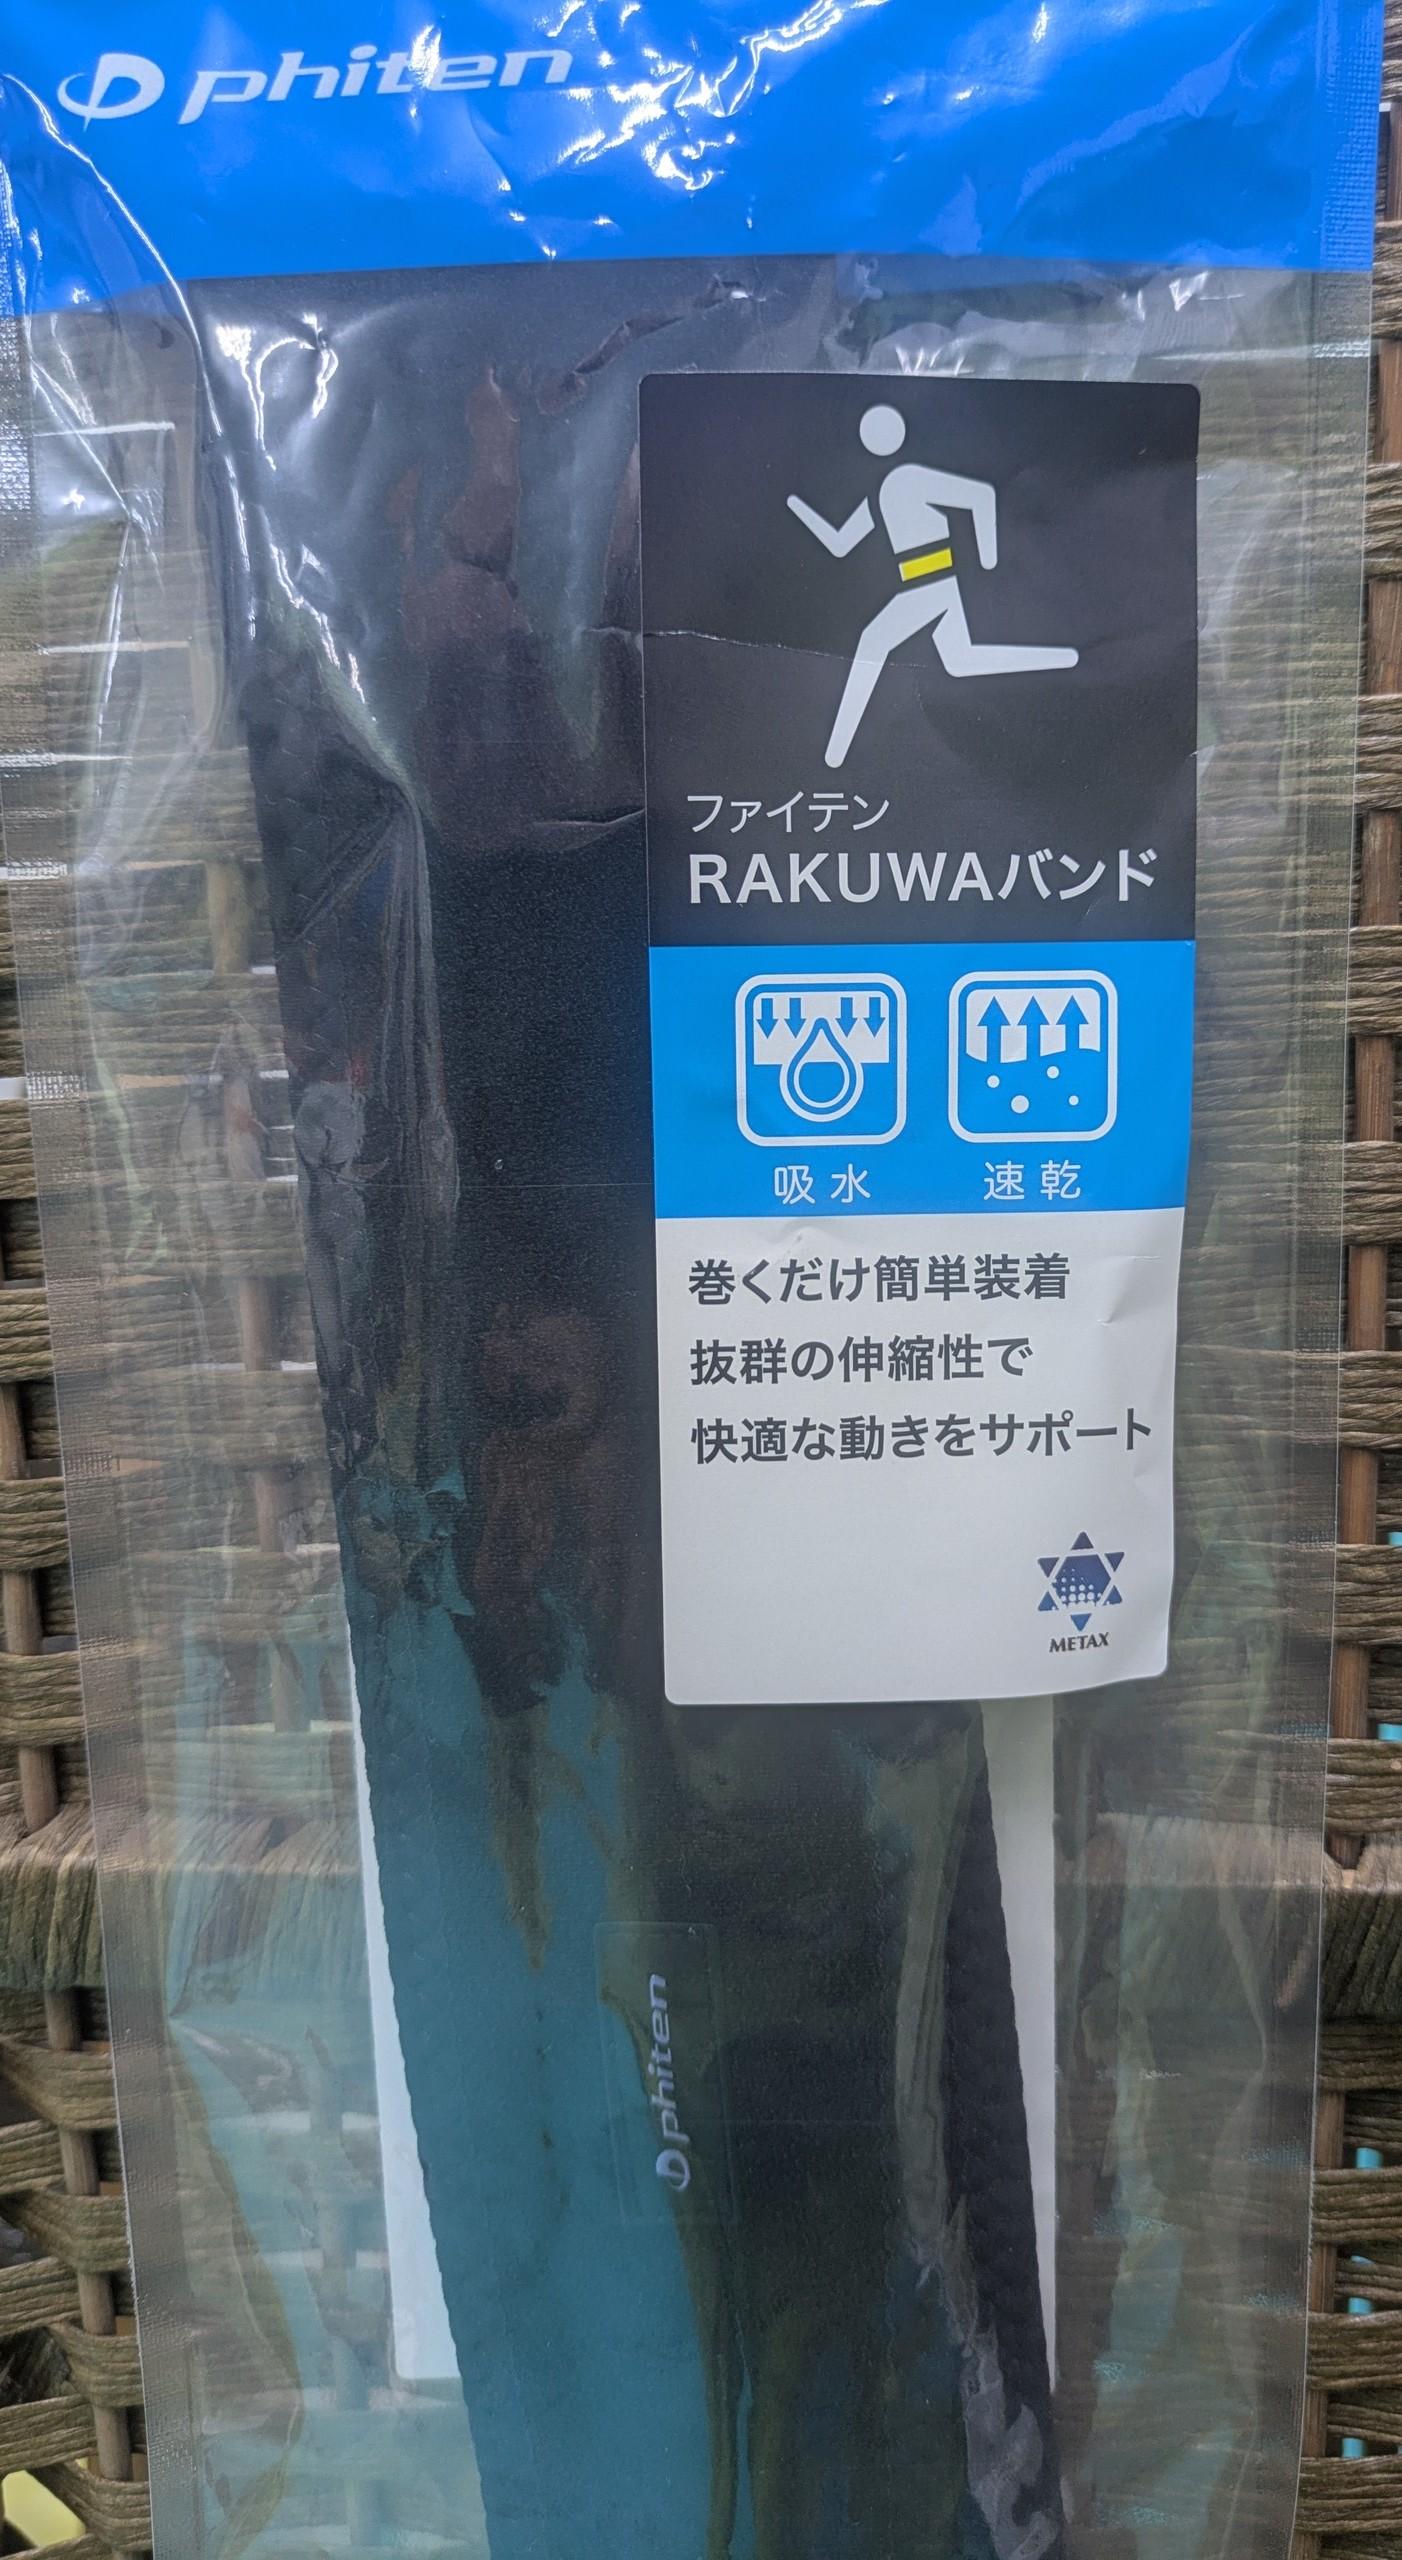 phiten
ファイテン
RAKUWAバンド
吸水 速乾
巻くだけ簡単装着
抜群の伸縮性で
快適な動きをサポート
METAX
phiten